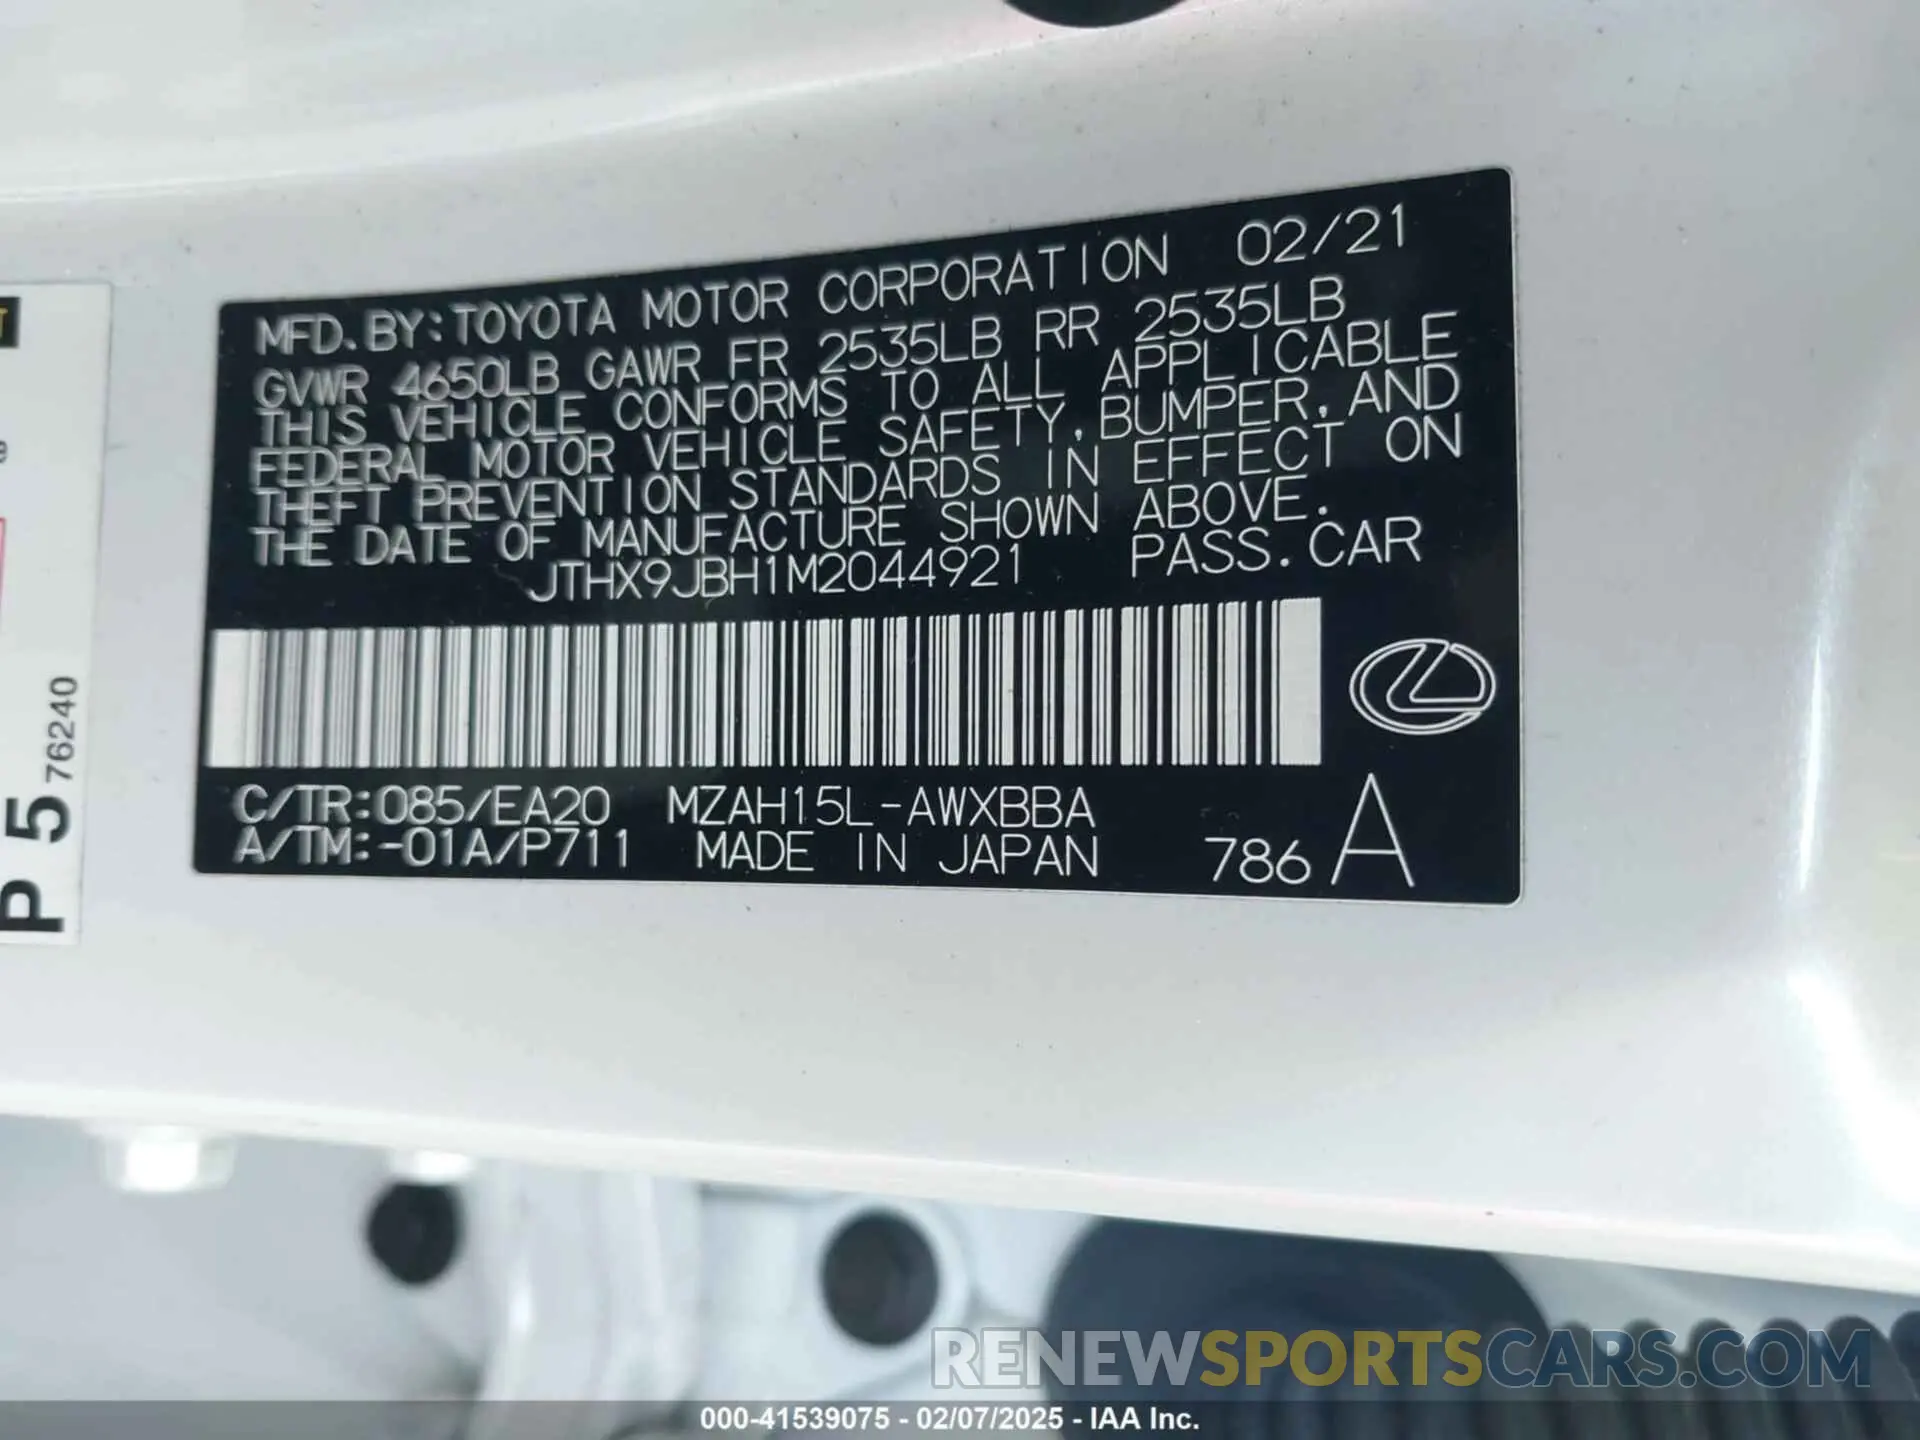 MFD.BY:TOYOTA MOTOR CORPORATION 02/21
GVWR 4650LB GAWR FR 2535LB RR 2535LB
THIS VEHICLE CONFORMS TO ALL APPLICABLE
FEDERAL MOTOR VEHICLE SAFETY, BUMPER, AND
THEFT PREVENTION STANDARDS IN EFFECT ON
THE DATE OF MANUFACTURE SHOWN ABOVE.
JTHX9JBH1M2044921 PASS.CAR
C/TR:085/EA20 MZAH15L-AWXBBA
A/TM:-01A/P711 MADE IN JAPAN 786 A
P 5 76240
RENEWSPORTSCARS.COM
000-41539075 - 02/07/2025 - IAA Inc.